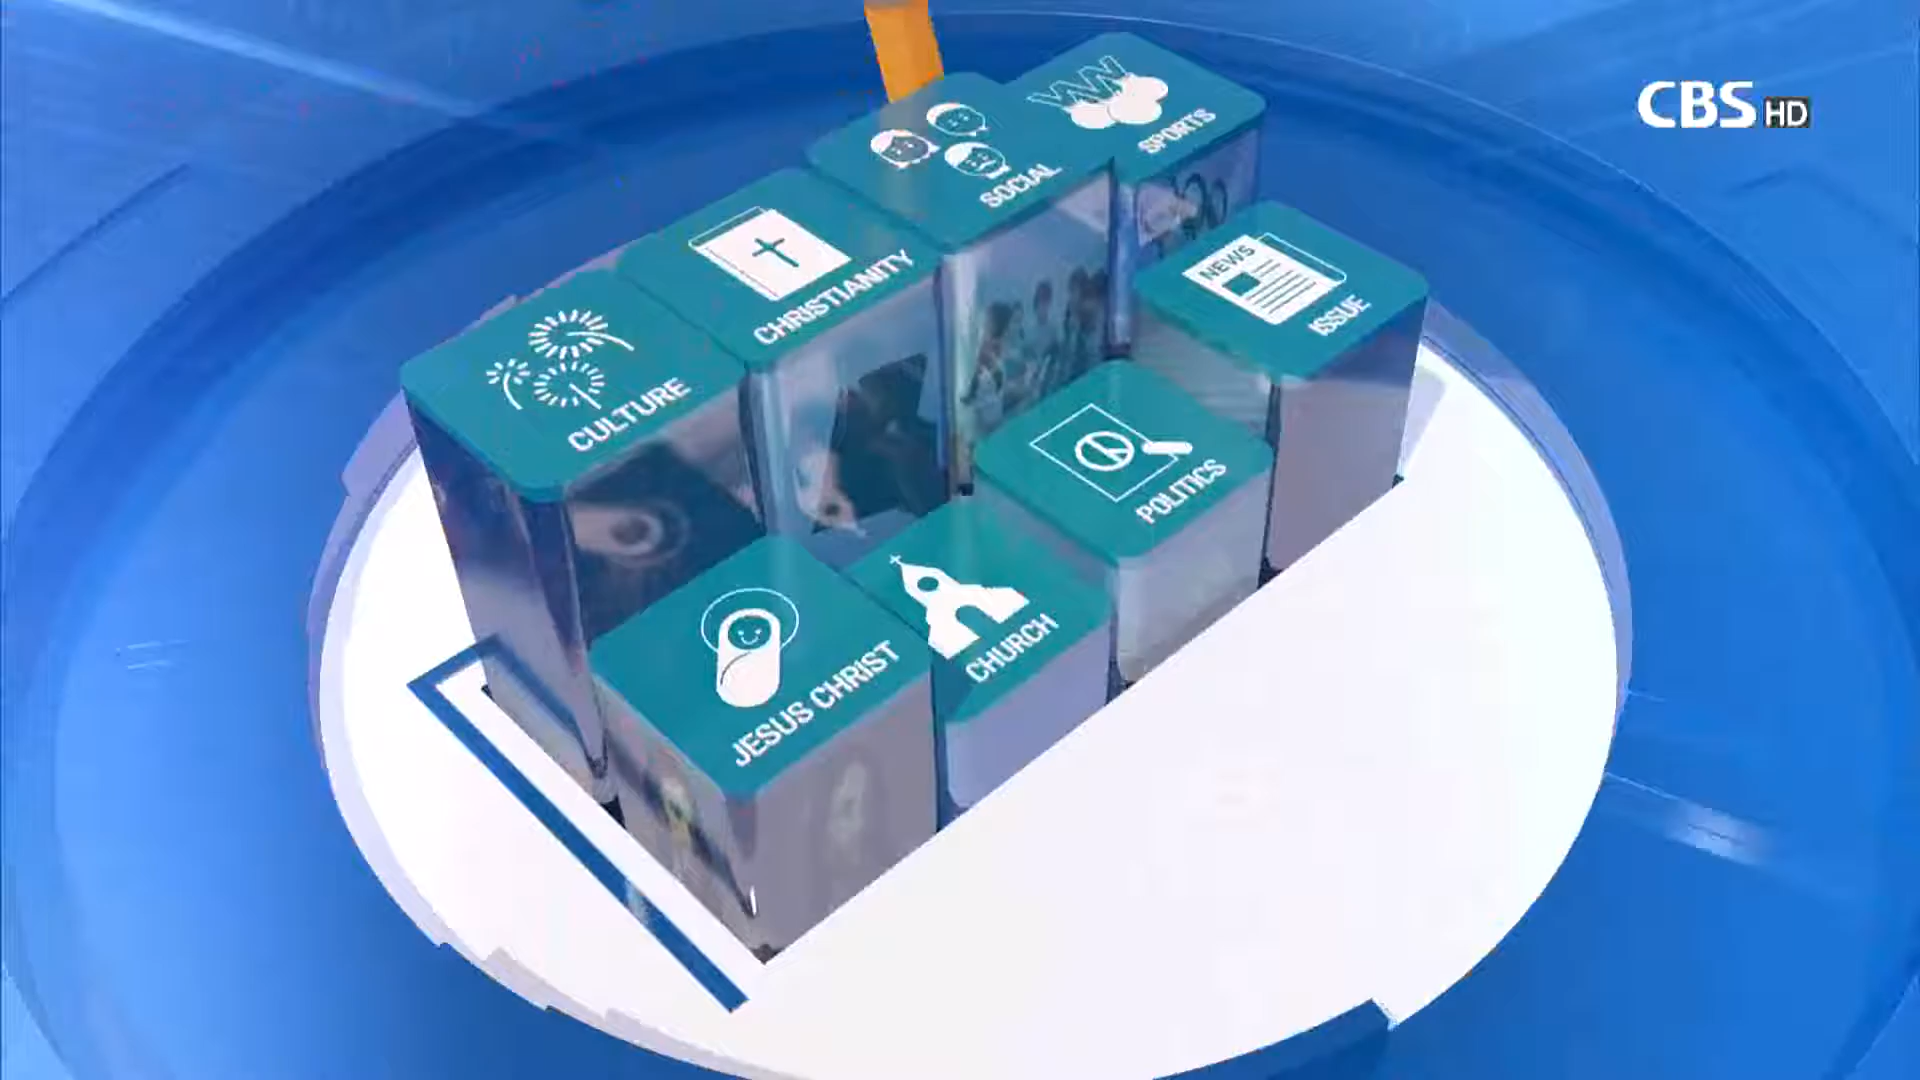 CBS HD
SPORTS
SOCIAL
CHRISTIANITY
NEWS
ISSUE
CULTURE
POLITICS
CHURCH
JESUS CHRIST